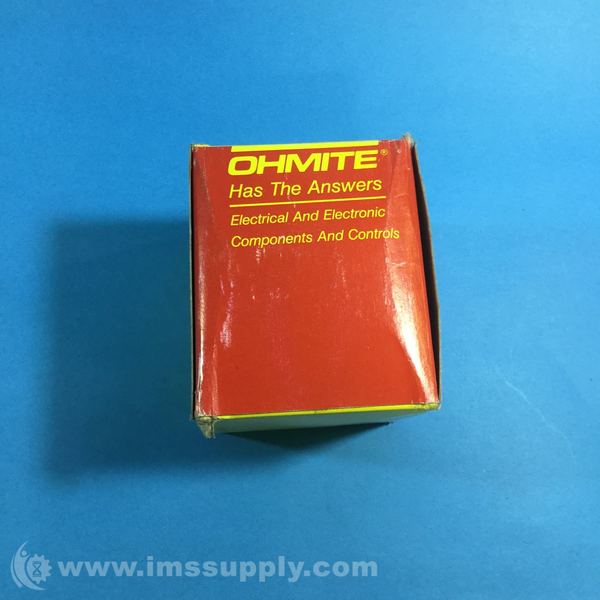 OHMITE®
Has The Answers
Electrical And Electronic
Components And Controls
www.imssupply.com